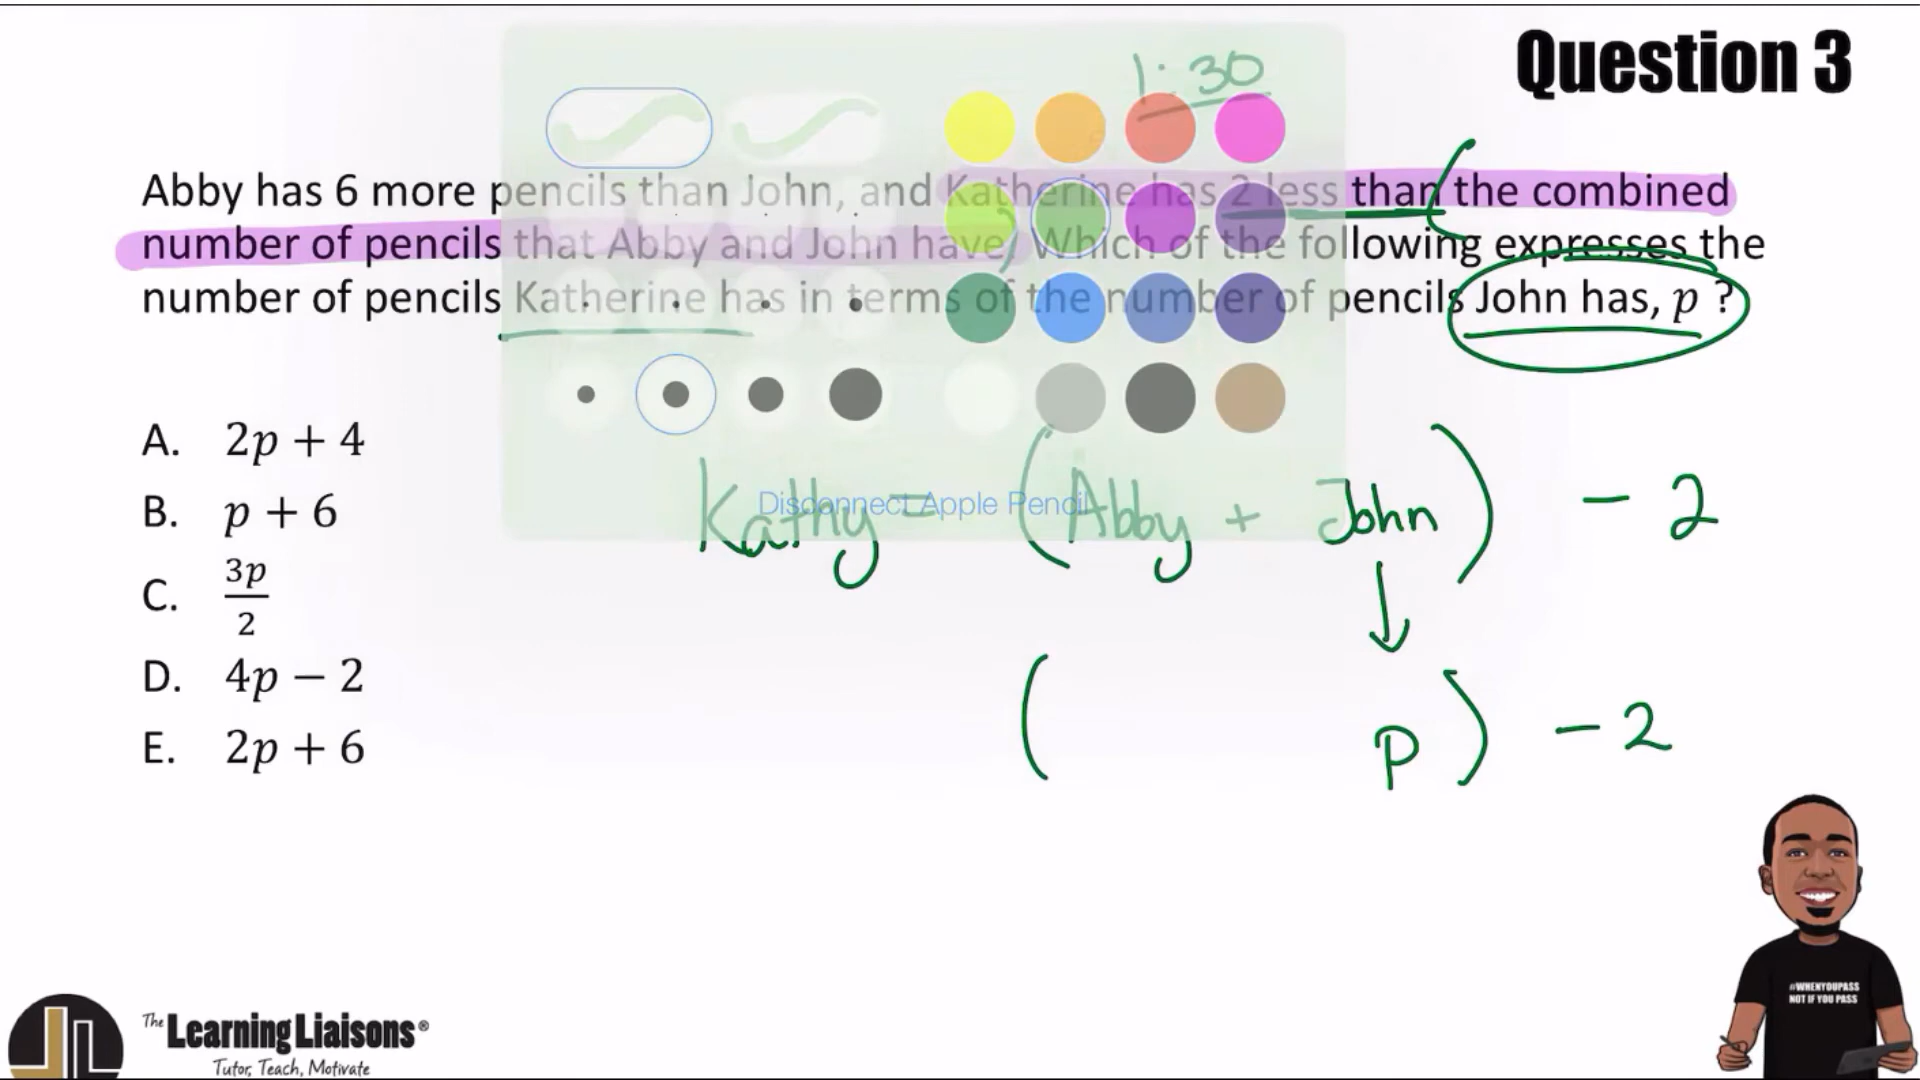 Question 3
1:30
Abby has 6 more pencils than John, and Katherine has 2 less than the combined
number of pencils that Abby and John have. Which of the following expresses the
number of pencils Katherine has in terms of the number of pencils John has, p ?
A. 2p + 4
B. p + 6
C. 3p/2
D. 4p − 2
E. 2p + 6
Disconnect Apple Pencil
Kathy = (Abby + John) - 2
( p) - 2
#WHENYOUPASS
NOT IF YOU PASS
The Learning Liaisons®
Tutor, Teach, Motivate